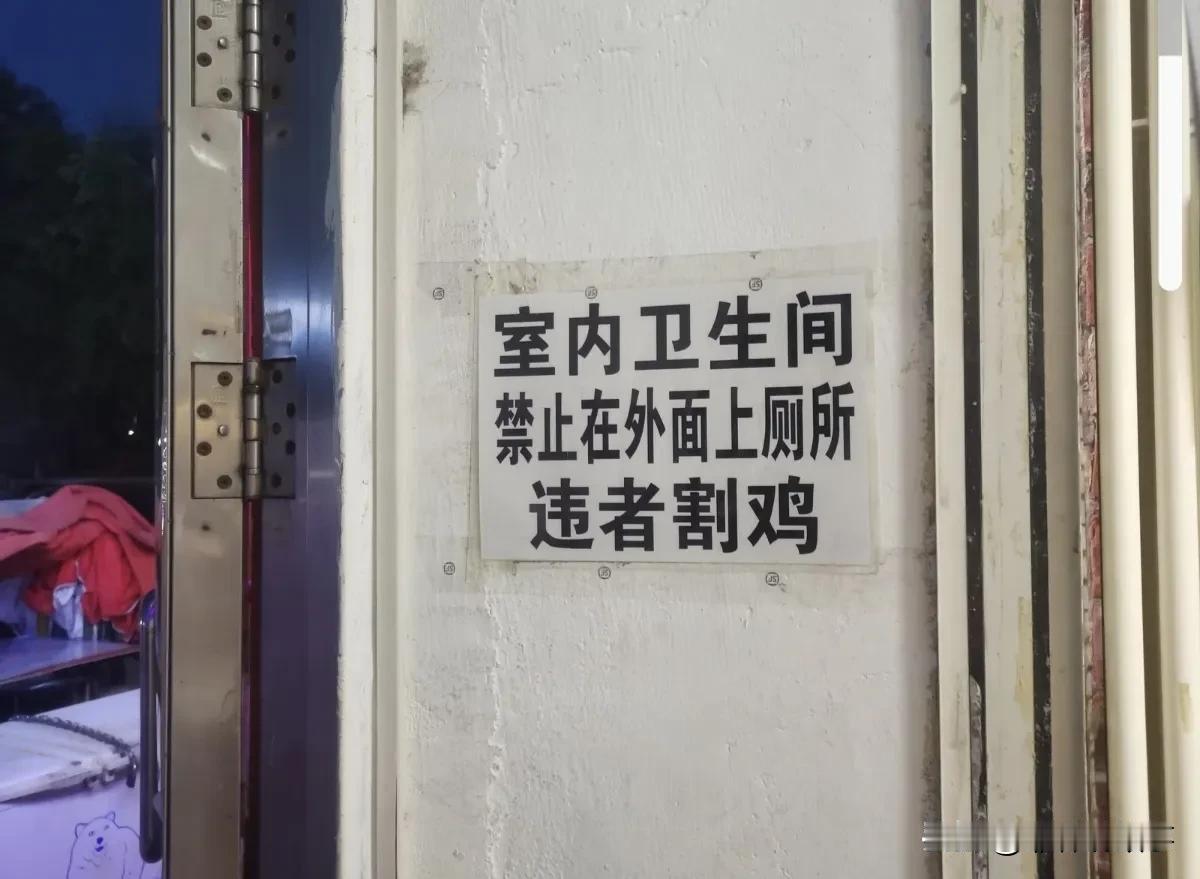 室内卫生间
禁止在外面上厕所
违者割鸡